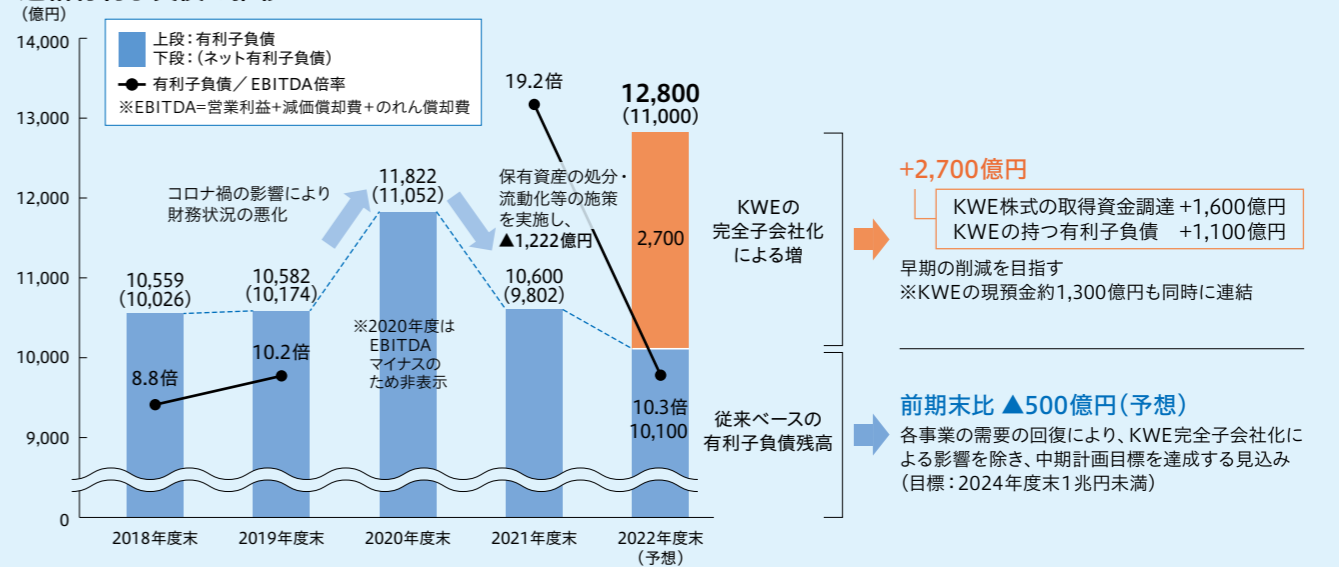 (億円)
14,000
13,000
12,000
11,000
10,000
9,000
0
上段：有利子負債
下段：(ネット有利子負債)
有利子負債／EBITDA倍率
※EBITDA=営業利益+減価償却費+のれん償却費
コロナ禍の影響により
財務状況の悪化
10,559
(10,026)
8.8倍
10,582
(10,174)
10.2倍
11,822
(11,052)
※2020年度は
EBITDA
マイナスの
ため非表示
19.2倍
保有資産の処分・
流動化等の施策
を実施し、
▲1,222億円
10,600
(9,802)
12,800
(11,000)
2,700
10.3倍
10,100
2018年度末
2019年度末
2020年度末
2021年度末
2022年度末
(予想)
KWEの
完全子会社化
による増
従来ベースの
有利子負債残高
+2,700億円
KWE株式の取得資金調達 +1,600億円
KWEの持つ有利子負債 +1,100億円
早期の削減を目指す
※KWEの現預金約1,300億円も同時に連結
前期末比 ▲500億円(予想)
各事業の需要の回復により、KWE完全子会社化に
よる影響を除き、中期計画目標を達成する見込み
(目標：2024年度末1兆円未満)